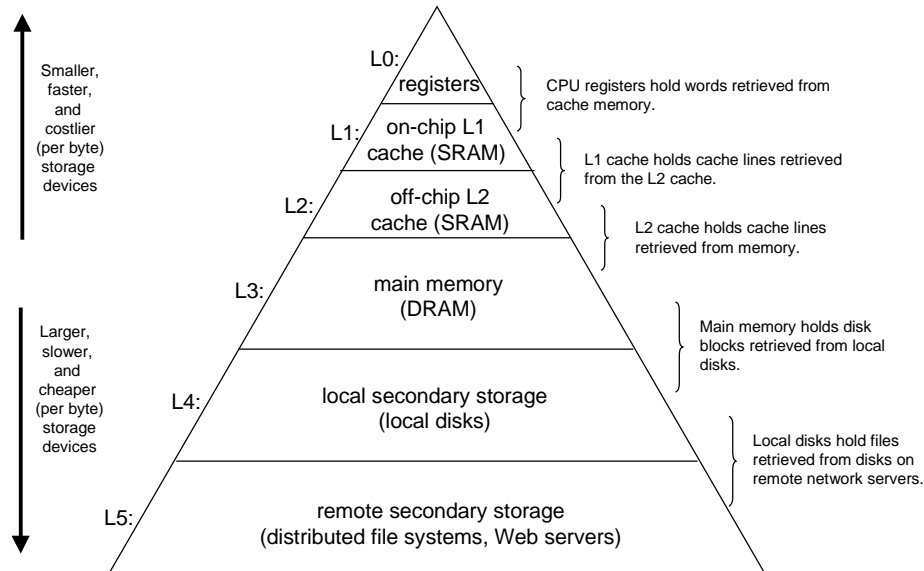 L0:
registers
CPU registers hold words retrieved from
cache memory.
Smaller,
faster,
and
costlier
(per byte)
storage
devices
L1:
on-chip L1
cache (SRAM)
L1 cache holds cache lines retrieved
from the L2 cache.
L2:
off-chip L2
cache (SRAM)
L2 cache holds cache lines
retrieved from memory.
L3:
main memory
(DRAM)
Main memory holds disk
blocks retrieved from local
disks.
Larger,
slower,
and
cheaper
(per byte)
storage
devices
L4:
local secondary storage
(local disks)
Local disks hold files
retrieved from disks on
remote network servers.
L5:
remote secondary storage
(distributed file systems, Web servers)